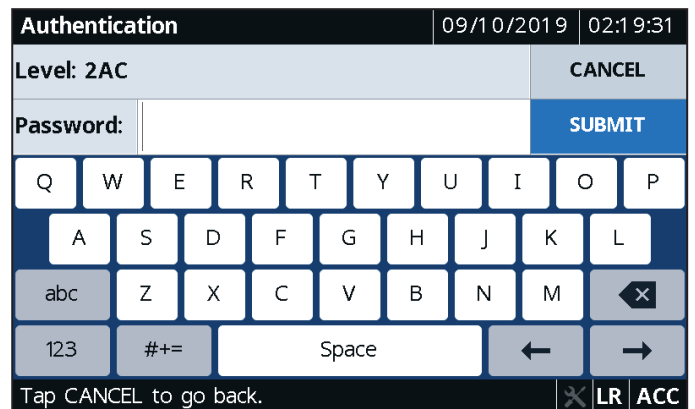 Authentication 09/10/2019 02:19:31
Level: 2AC CANCEL
Password: SUBMIT
Q W E R T Y U I O P
A S D F G H J K L
abc Z X C V B N M
123 #+= Space ← →
Tap CANCEL to go back. LR ACC